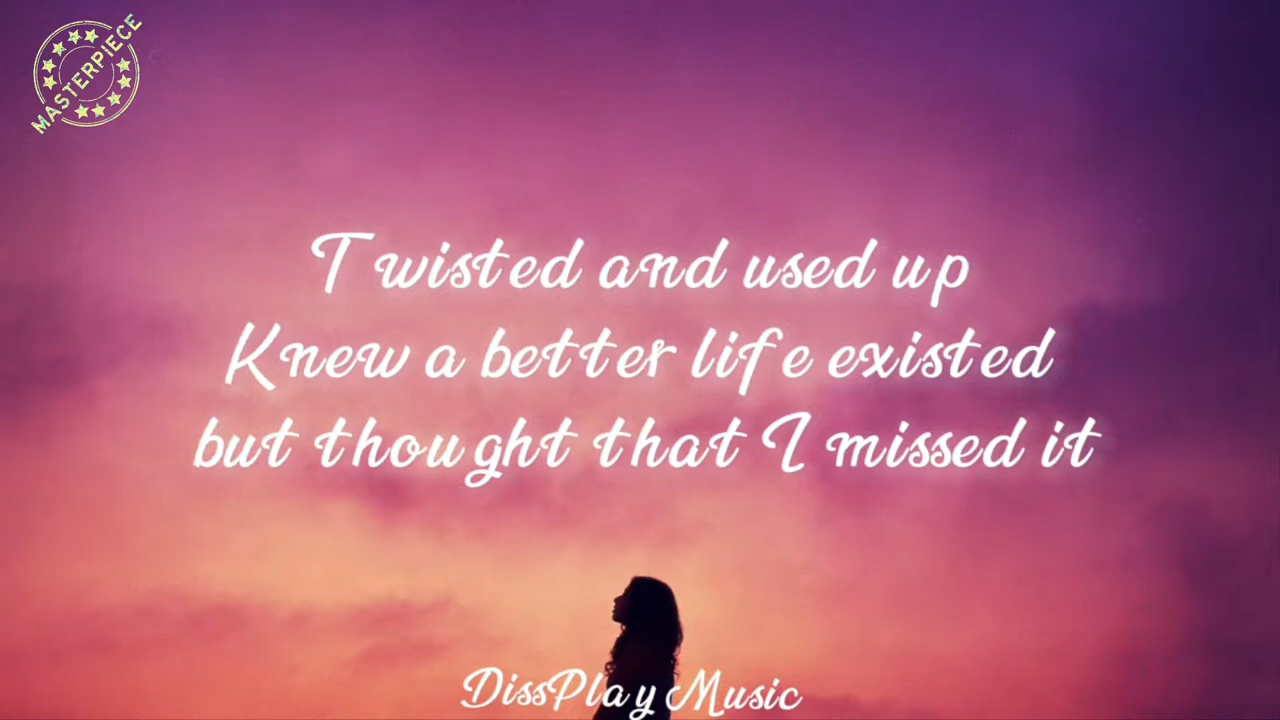 MASTERPIECE
Twisted and used up
Knew a better life existed
but thought that I missed it
DissPlay Music